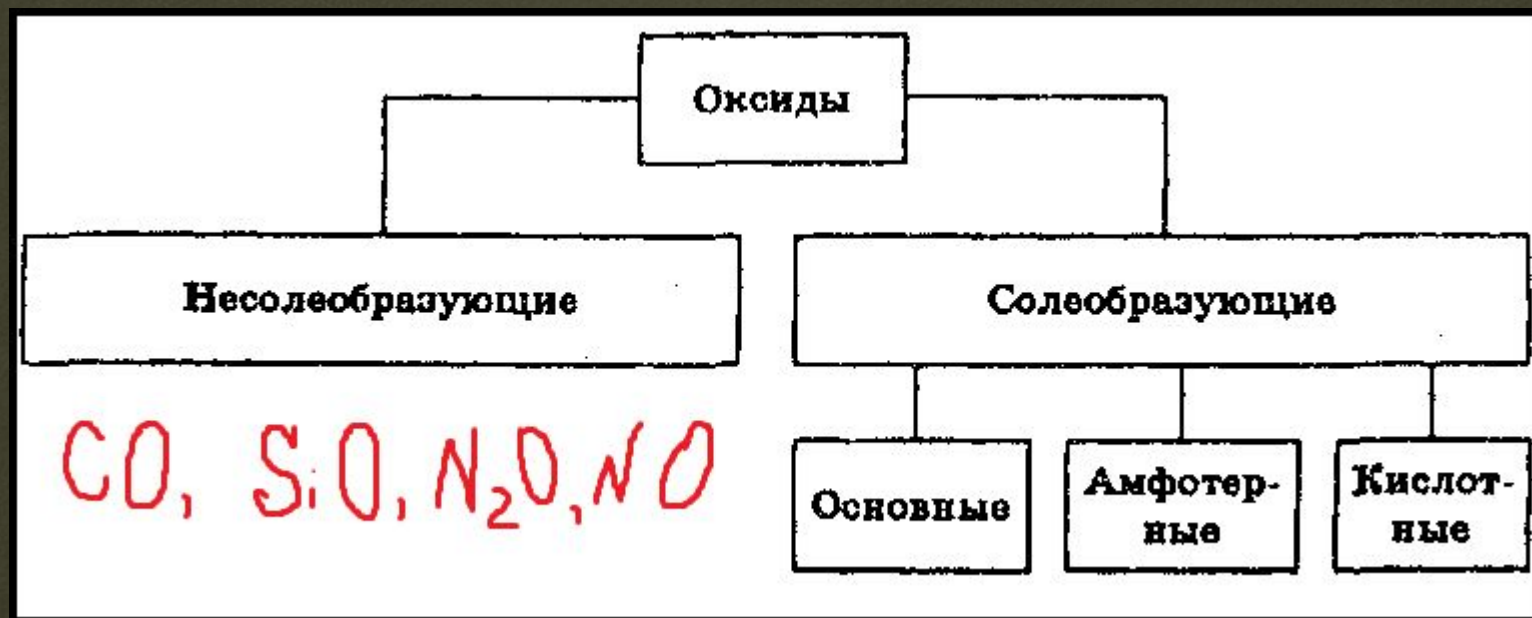 Оксиды
Несолеобразующие
Солеобразующие
CO, SiO, N₂O, NO
Основные
Амфотер-
ные
Кислот-
ные